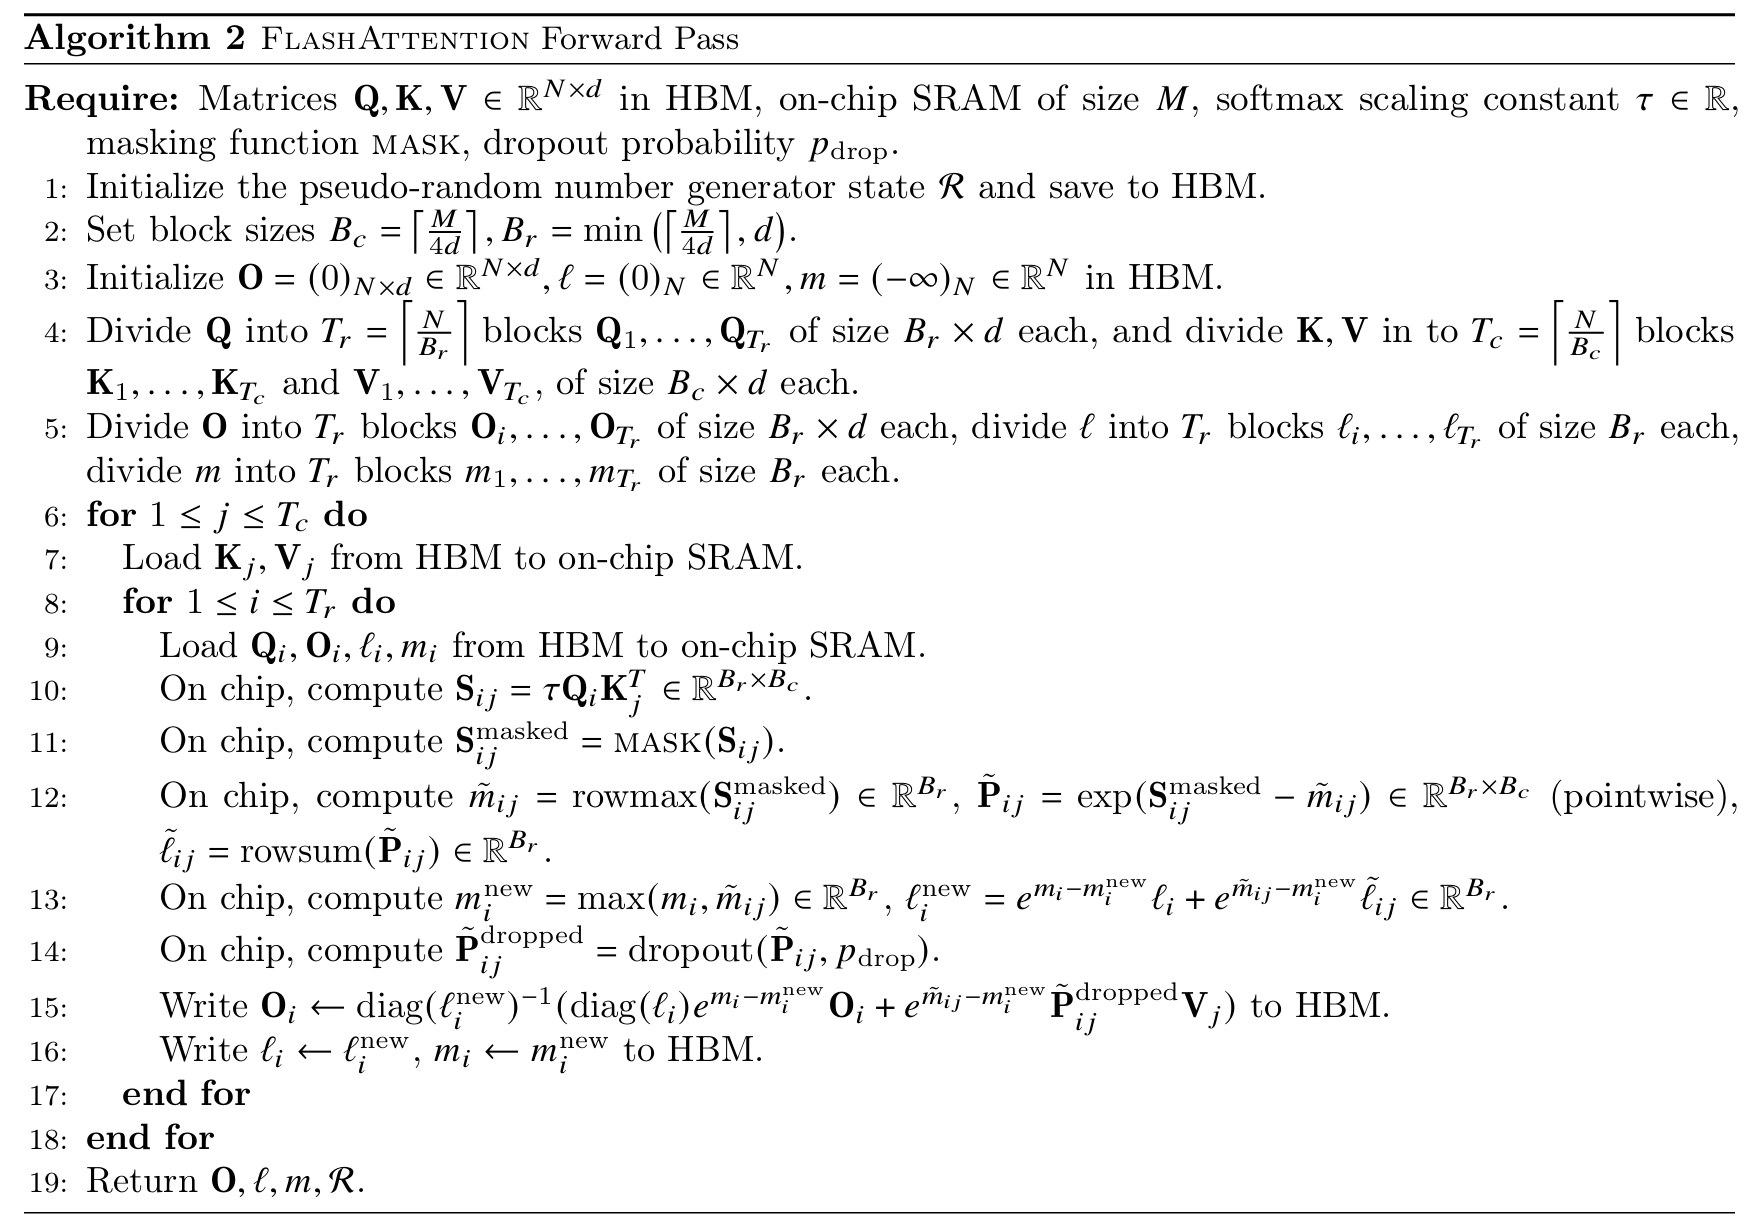 Algorithm 2 FLASHATTENTION Forward Pass
Require: Matrices Q, K, V ∈ ℝ^{N×d} in HBM, on-chip SRAM of size M, softmax scaling constant τ ∈ ℝ,
masking function MASK, dropout probability p_{drop}.
1: Initialize the pseudo-random number generator state ℛ and save to HBM.
2: Set block sizes B_c = ⌈M/4d⌉, B_r = min (⌈M/4d⌉, d).
3: Initialize O = (0)_{N×d} ∈ ℝ^{N×d}, ℓ = (0)_N ∈ ℝ^N, m = (−∞)_N ∈ ℝ^N in HBM.
4: Divide Q into T_r = ⌈N/B_r⌉ blocks Q_1, . . . , Q_{T_r} of size B_r × d each, and divide K, V in to T_c = ⌈N/B_c⌉ blocks
K_1, . . . , K_{T_c} and V_1, . . . , V_{T_c}, of size B_c × d each.
5: Divide O into T_r blocks O_i, . . . , O_{T_r} of size B_r × d each, divide ℓ into T_r blocks ℓ_i, . . . , ℓ_{T_r} of size B_r each,
divide m into T_r blocks m_1, . . . , m_{T_r} of size B_r each.
6: for 1 ≤ j ≤ T_c do
7: Load K_j, V_j from HBM to on-chip SRAM.
8: for 1 ≤ i ≤ T_r do
9: Load Q_i, O_i, ℓ_i, m_i from HBM to on-chip SRAM.
10: On chip, compute S_{ij} = τQ_iK_j^T ∈ ℝ^{B_r×B_c}.
11: On chip, compute S_{ij}^{masked} = MASK(S_{ij}).
12: On chip, compute m̃_{ij} = rowmax(S_{ij}^{masked}) ∈ ℝ^{B_r}, P̃_{ij} = exp(S_{ij}^{masked} − m̃_{ij}) ∈ ℝ^{B_r×B_c} (pointwise),
ℓ̃_{ij} = rowsum(P̃_{ij}) ∈ ℝ^{B_r}.
13: On chip, compute m_i^{new} = max(m_i, m̃_{ij}) ∈ ℝ^{B_r}, ℓ_i^{new} = e^{m_i−m_i^{new}}ℓ_i + e^{m̃_{ij}−m_i^{new}}ℓ̃_{ij} ∈ ℝ^{B_r}.
14: On chip, compute P̃_{ij}^{dropped} = dropout(P̃_{ij}, p_{drop}).
15: Write O_i ← diag(ℓ_i^{new})^{−1}(diag(ℓ_i)e^{m_i−m_i^{new}}O_i + e^{m̃_{ij}−m_i^{new}}P̃_{ij}^{dropped}V_j) to HBM.
16: Write ℓ_i ← ℓ_i^{new}, m_i ← m_i^{new} to HBM.
17: end for
18: end for
19: Return O, ℓ, m, ℛ.